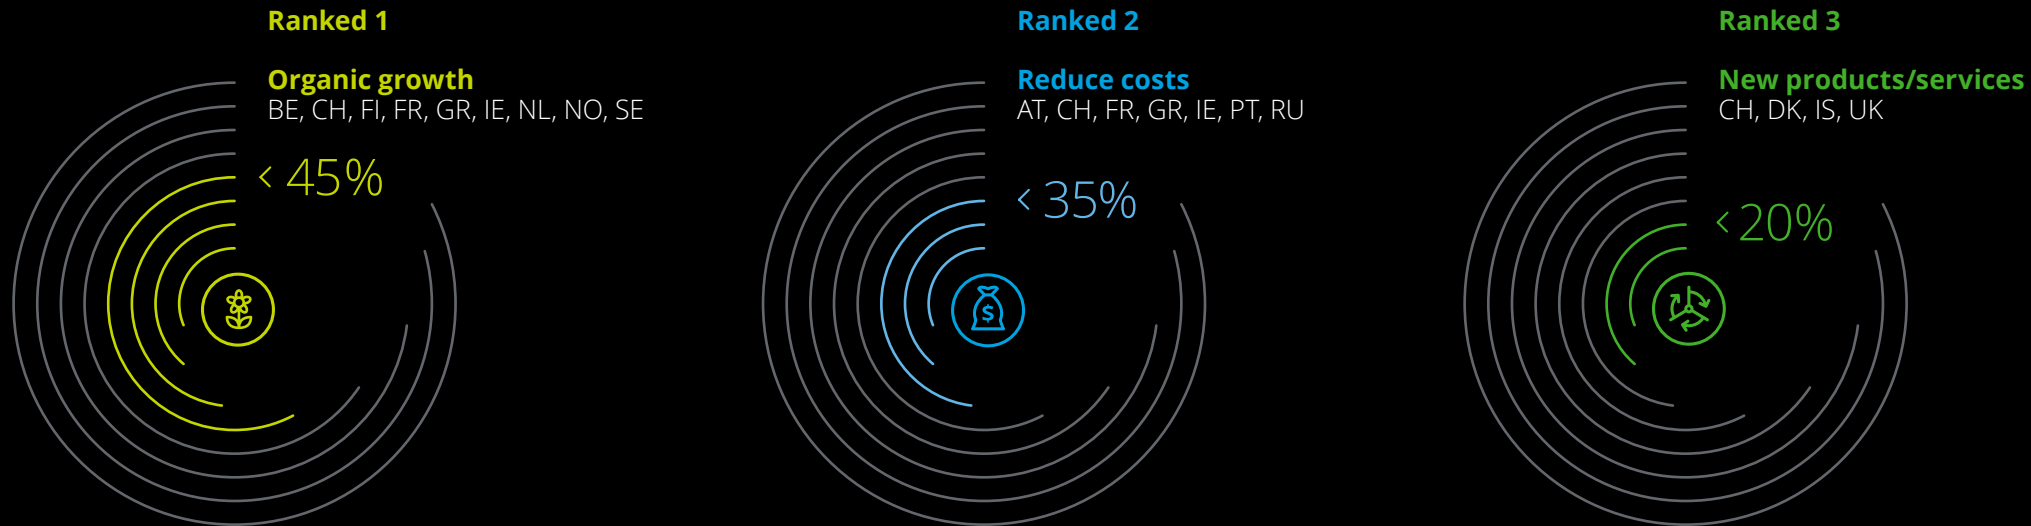 Ranked 1
Organic growth
BE, CH, FI, FR, GR, IE, NL, NO, SE
< 45%
Ranked 2
Reduce costs
AT, CH, FR, GR, IE, PT, RU
< 35%
$
Ranked 3
New products/services
CH, DK, IS, UK
< 20%